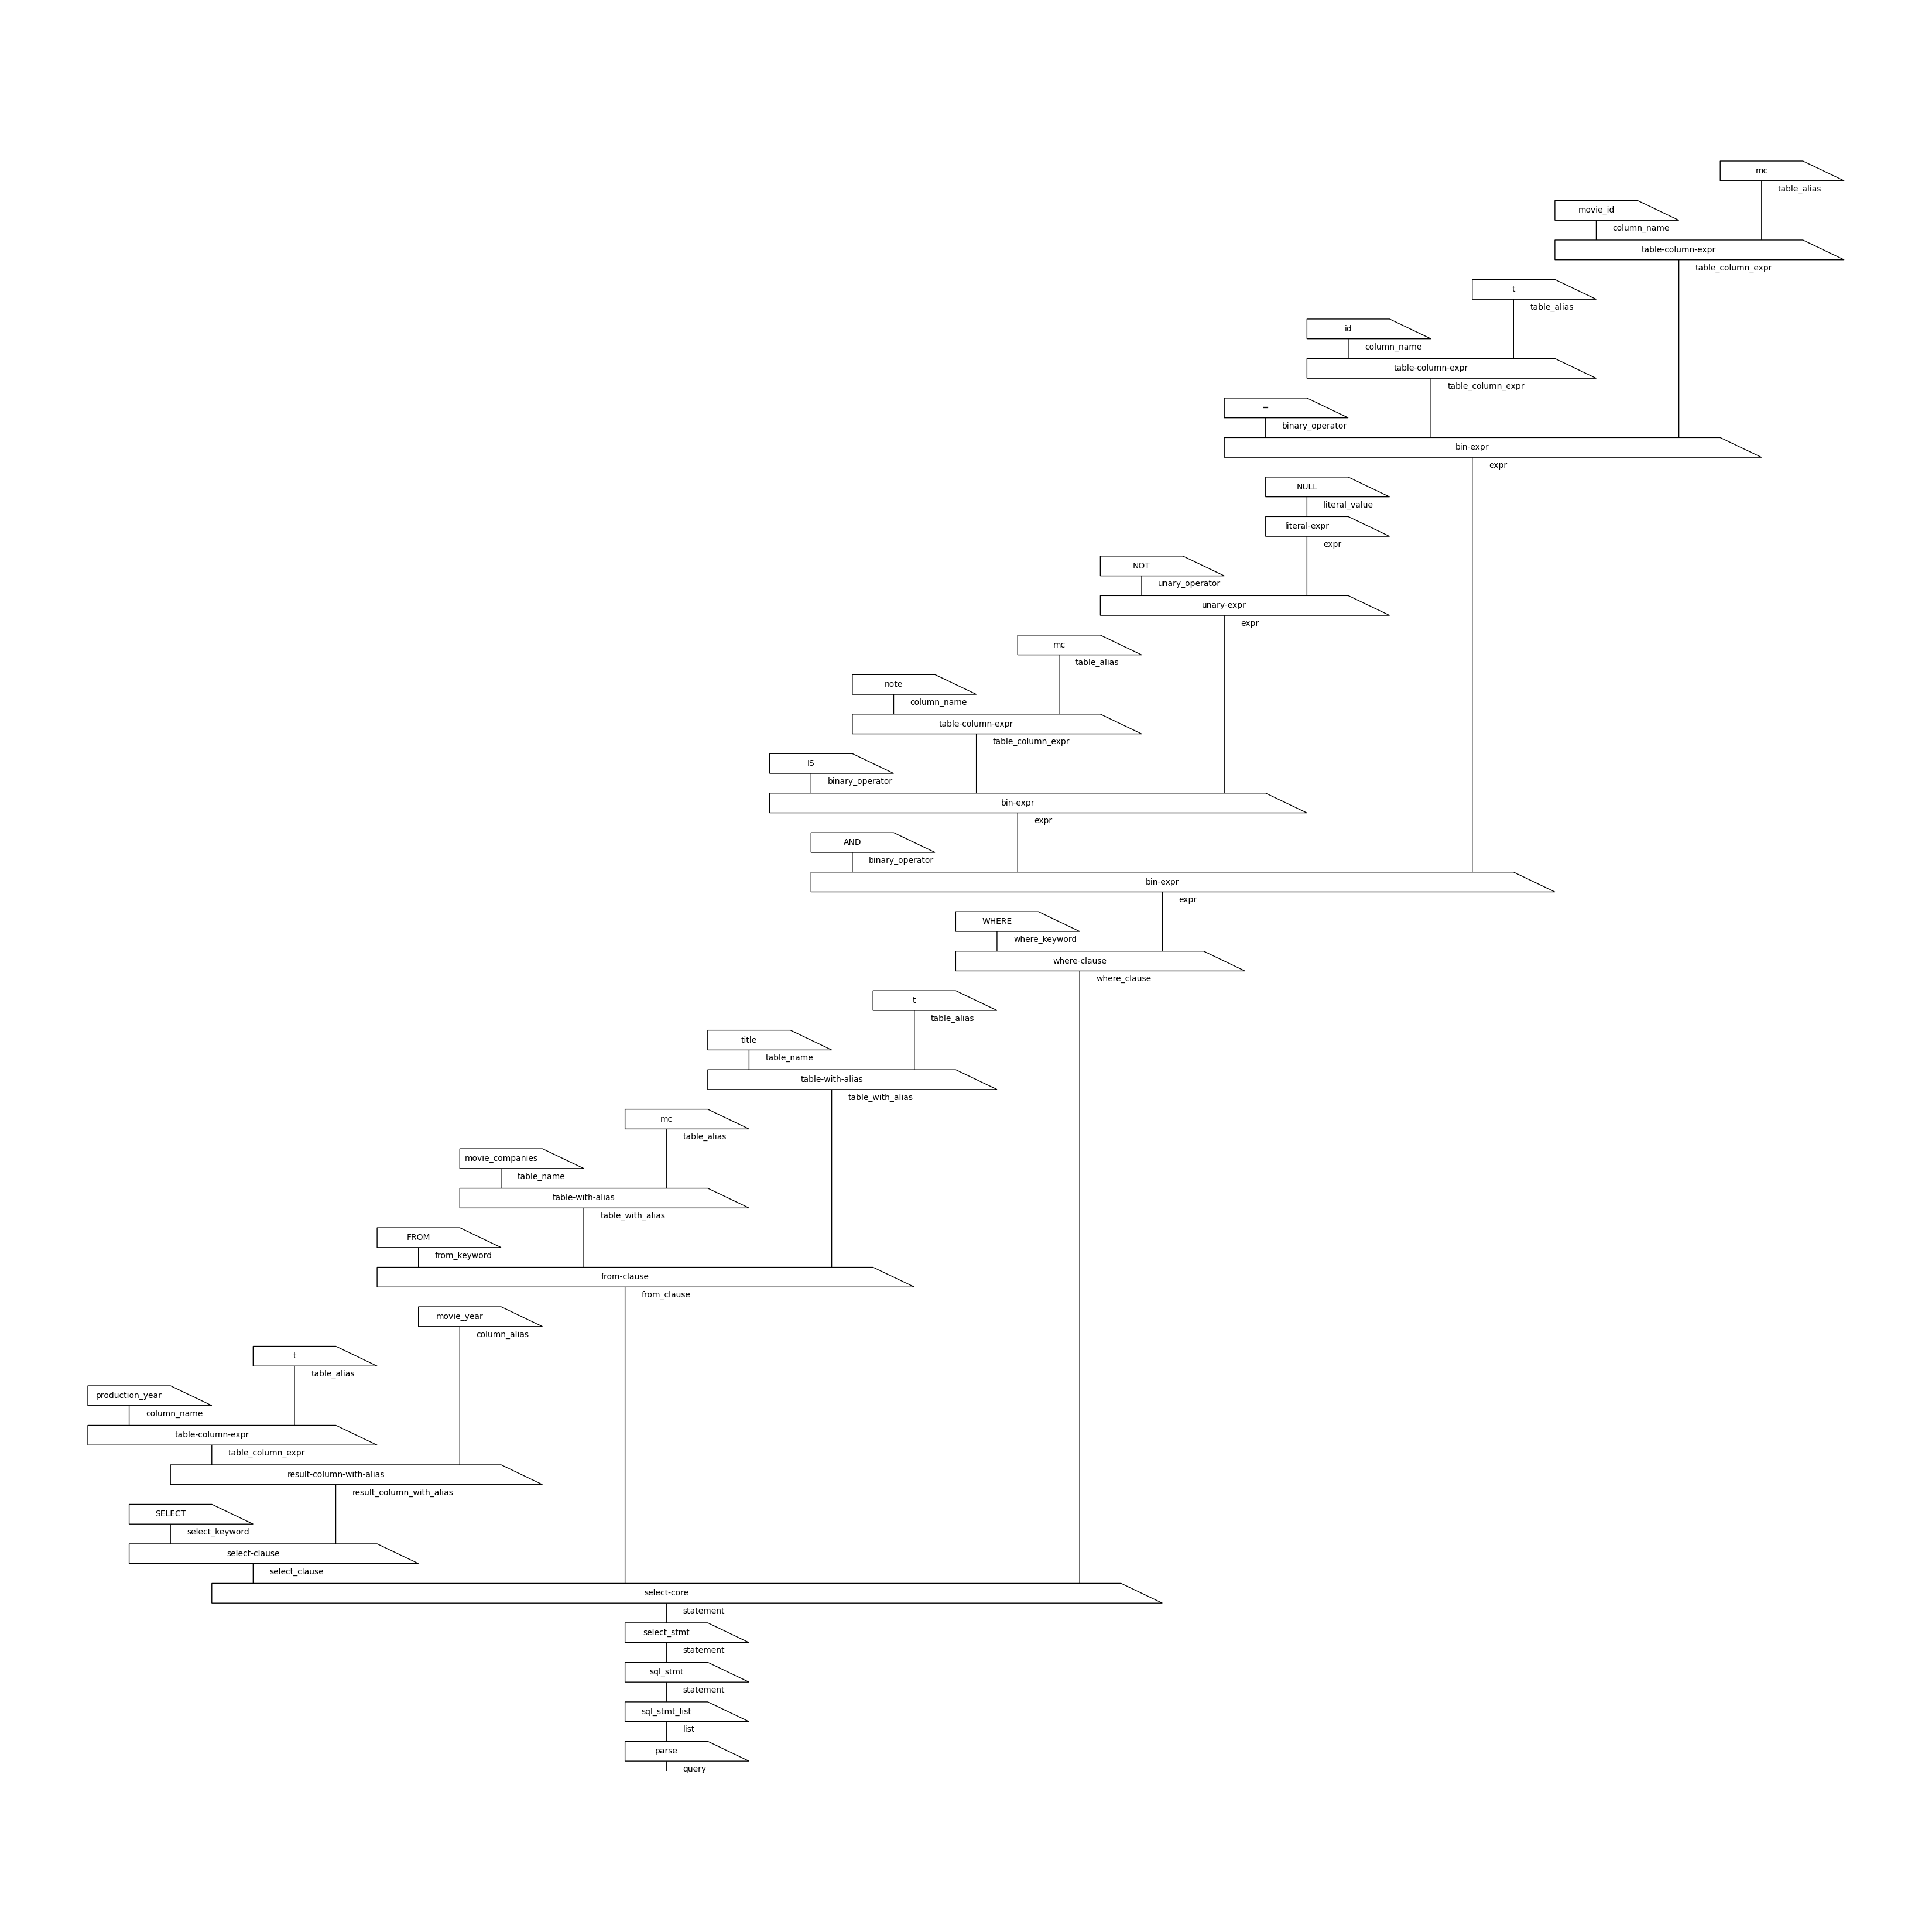 mc
table_alias
movie_id
column_name
table-column-expr
table_column_expr
t
table_alias
id
column_name
table-column-expr
table_column_expr
=
binary_operator
bin-expr
expr
NULL
literal_value
literal-expr
expr
NOT
unary_operator
unary-expr
expr
mc
table_alias
note
column_name
table-column-expr
table_column_expr
IS
binary_operator
bin-expr
expr
AND
binary_operator
bin-expr
expr
WHERE
where_keyword
where-clause
where_clause
t
table_alias
title
table_name
table-with-alias
table_with_alias
mc
table_alias
movie_companies
table_name
table-with-alias
table_with_alias
FROM
from_keyword
from-clause
from_clause
movie_year
column_alias
t
table_alias
production_year
column_name
table-column-expr
table_column_expr
result-column-with-alias
result_column_with_alias
SELECT
select_keyword
select-clause
select_clause
select-core
statement
select_stmt
statement
sql_stmt
statement
sql_stmt_list
list
parse
query